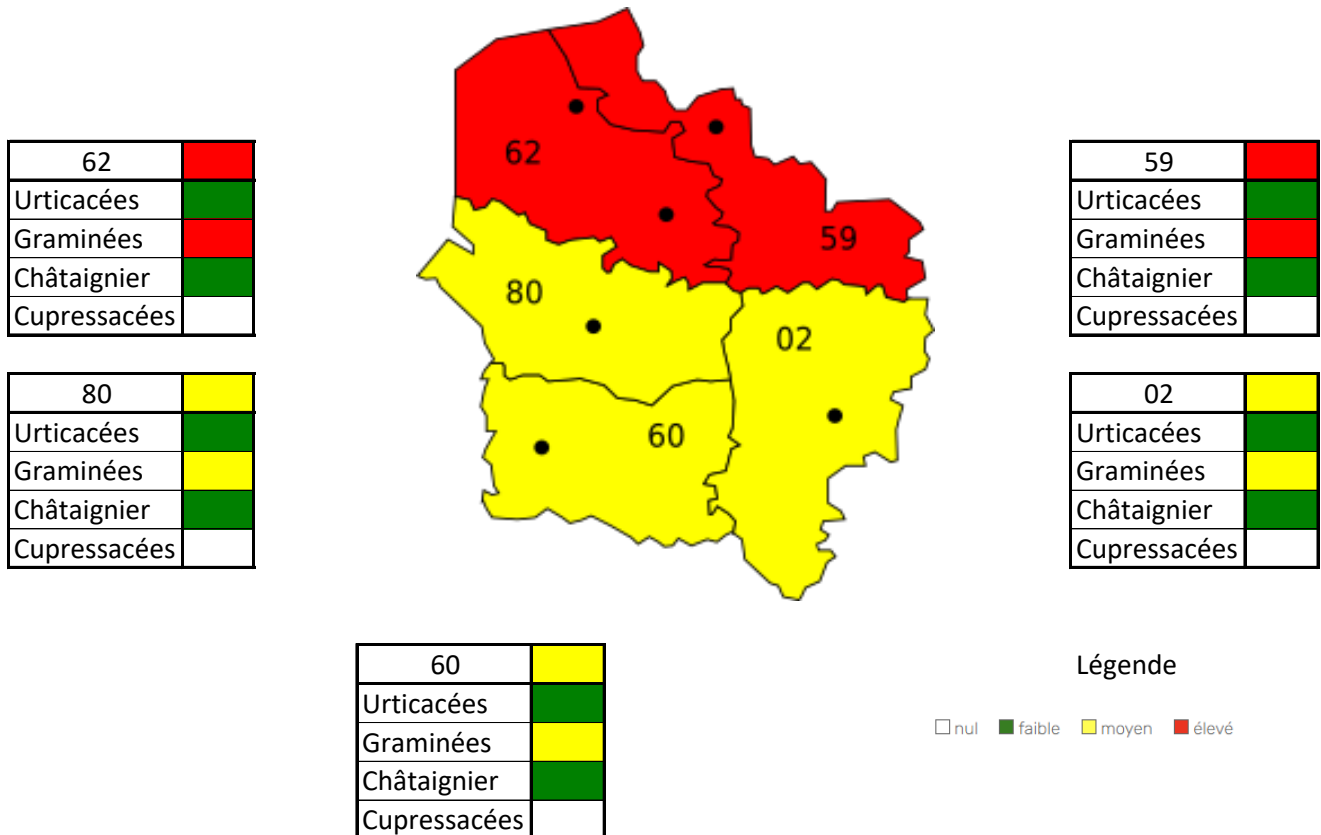 62
Urticacées
Graminées
Châtaignier
Cupressacées
80
Urticacées
Graminées
Châtaignier
Cupressacées
62
59
80
02
60
59
Urticacées
Graminées
Châtaignier
Cupressacées
02
Urticacées
Graminées
Châtaignier
Cupressacées
60
Urticacées
Graminées
Châtaignier
Cupressacées
Légende
nul faible moyen élevé